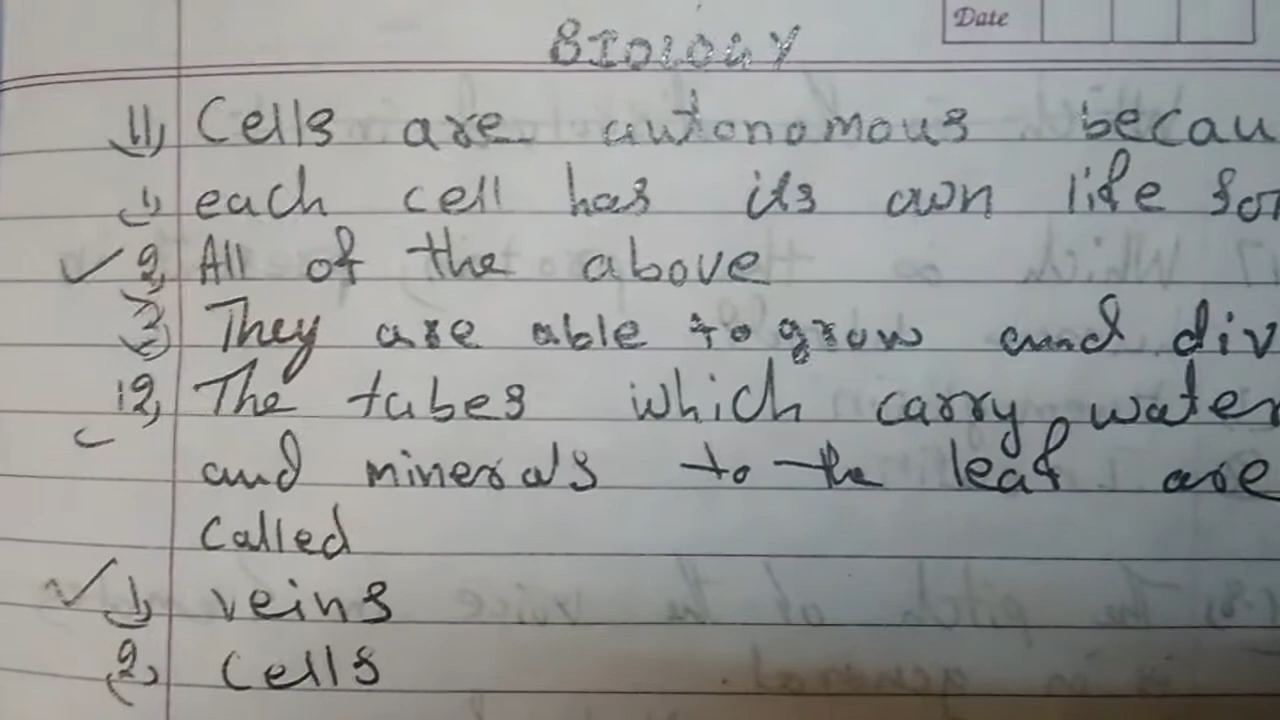 Date
BIOLOGY
11, Cells are autonomous becau
1, each cell has its own life for
2, All of the above
3, They are able to grow and div
12, The tubes which carry water
and minerals to the leaf are
called
1, veins
2, cells